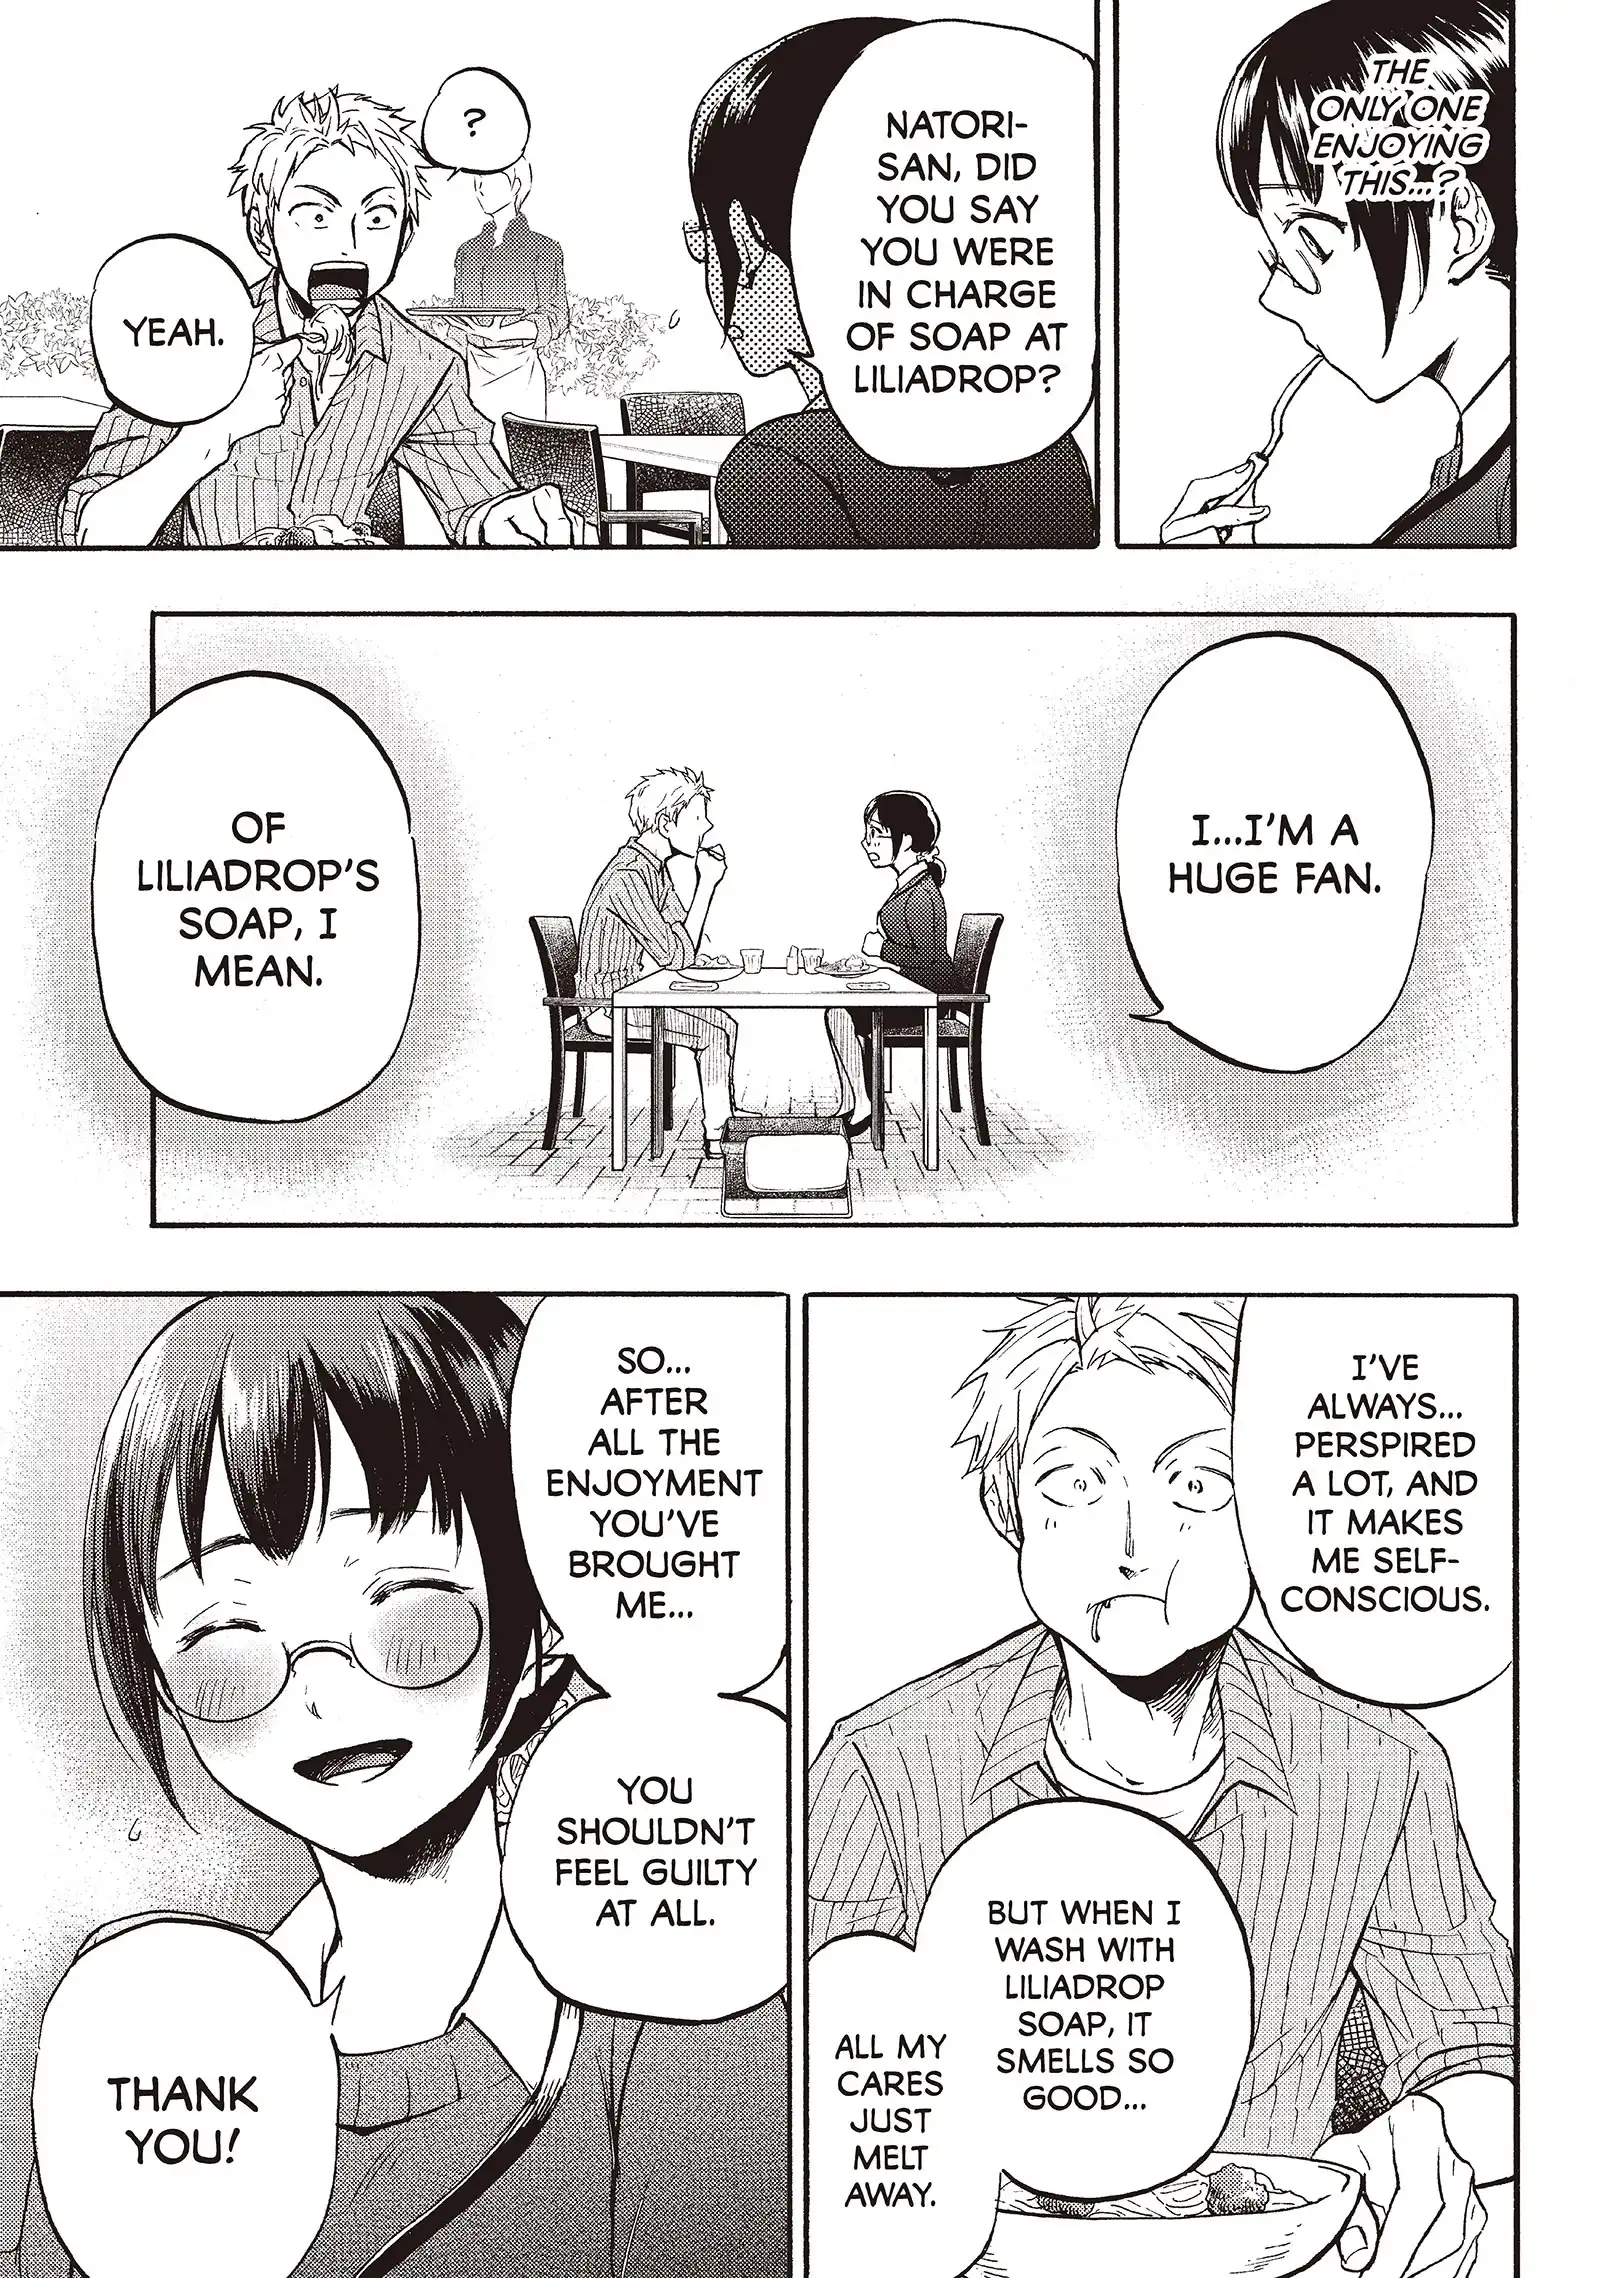 THE
ONLY ONE
ENJOYING
THIS...?
NATORI-
SAN, DID
YOU SAY
YOU WERE
IN CHARGE
OF SOAP AT
LILIADROP?
?
YEAH.
I...I'M A
HUGE FAN.
OF
LILIADROP'S
SOAP, I
MEAN.
I'VE
ALWAYS...
PERSPIRED
A LOT, AND
IT MAKES
ME SELF-
CONSCIOUS.
BUT WHEN I
WASH WITH
LILIADROP
SOAP, IT
SMELLS SO
GOOD...
ALL MY
CARES
JUST
MELT
AWAY.
SO...
AFTER
ALL THE
ENJOYMENT
YOU'VE
BROUGHT
ME...
YOU
SHOULDN'T
FEEL GUILTY
AT ALL.
THANK
YOU!